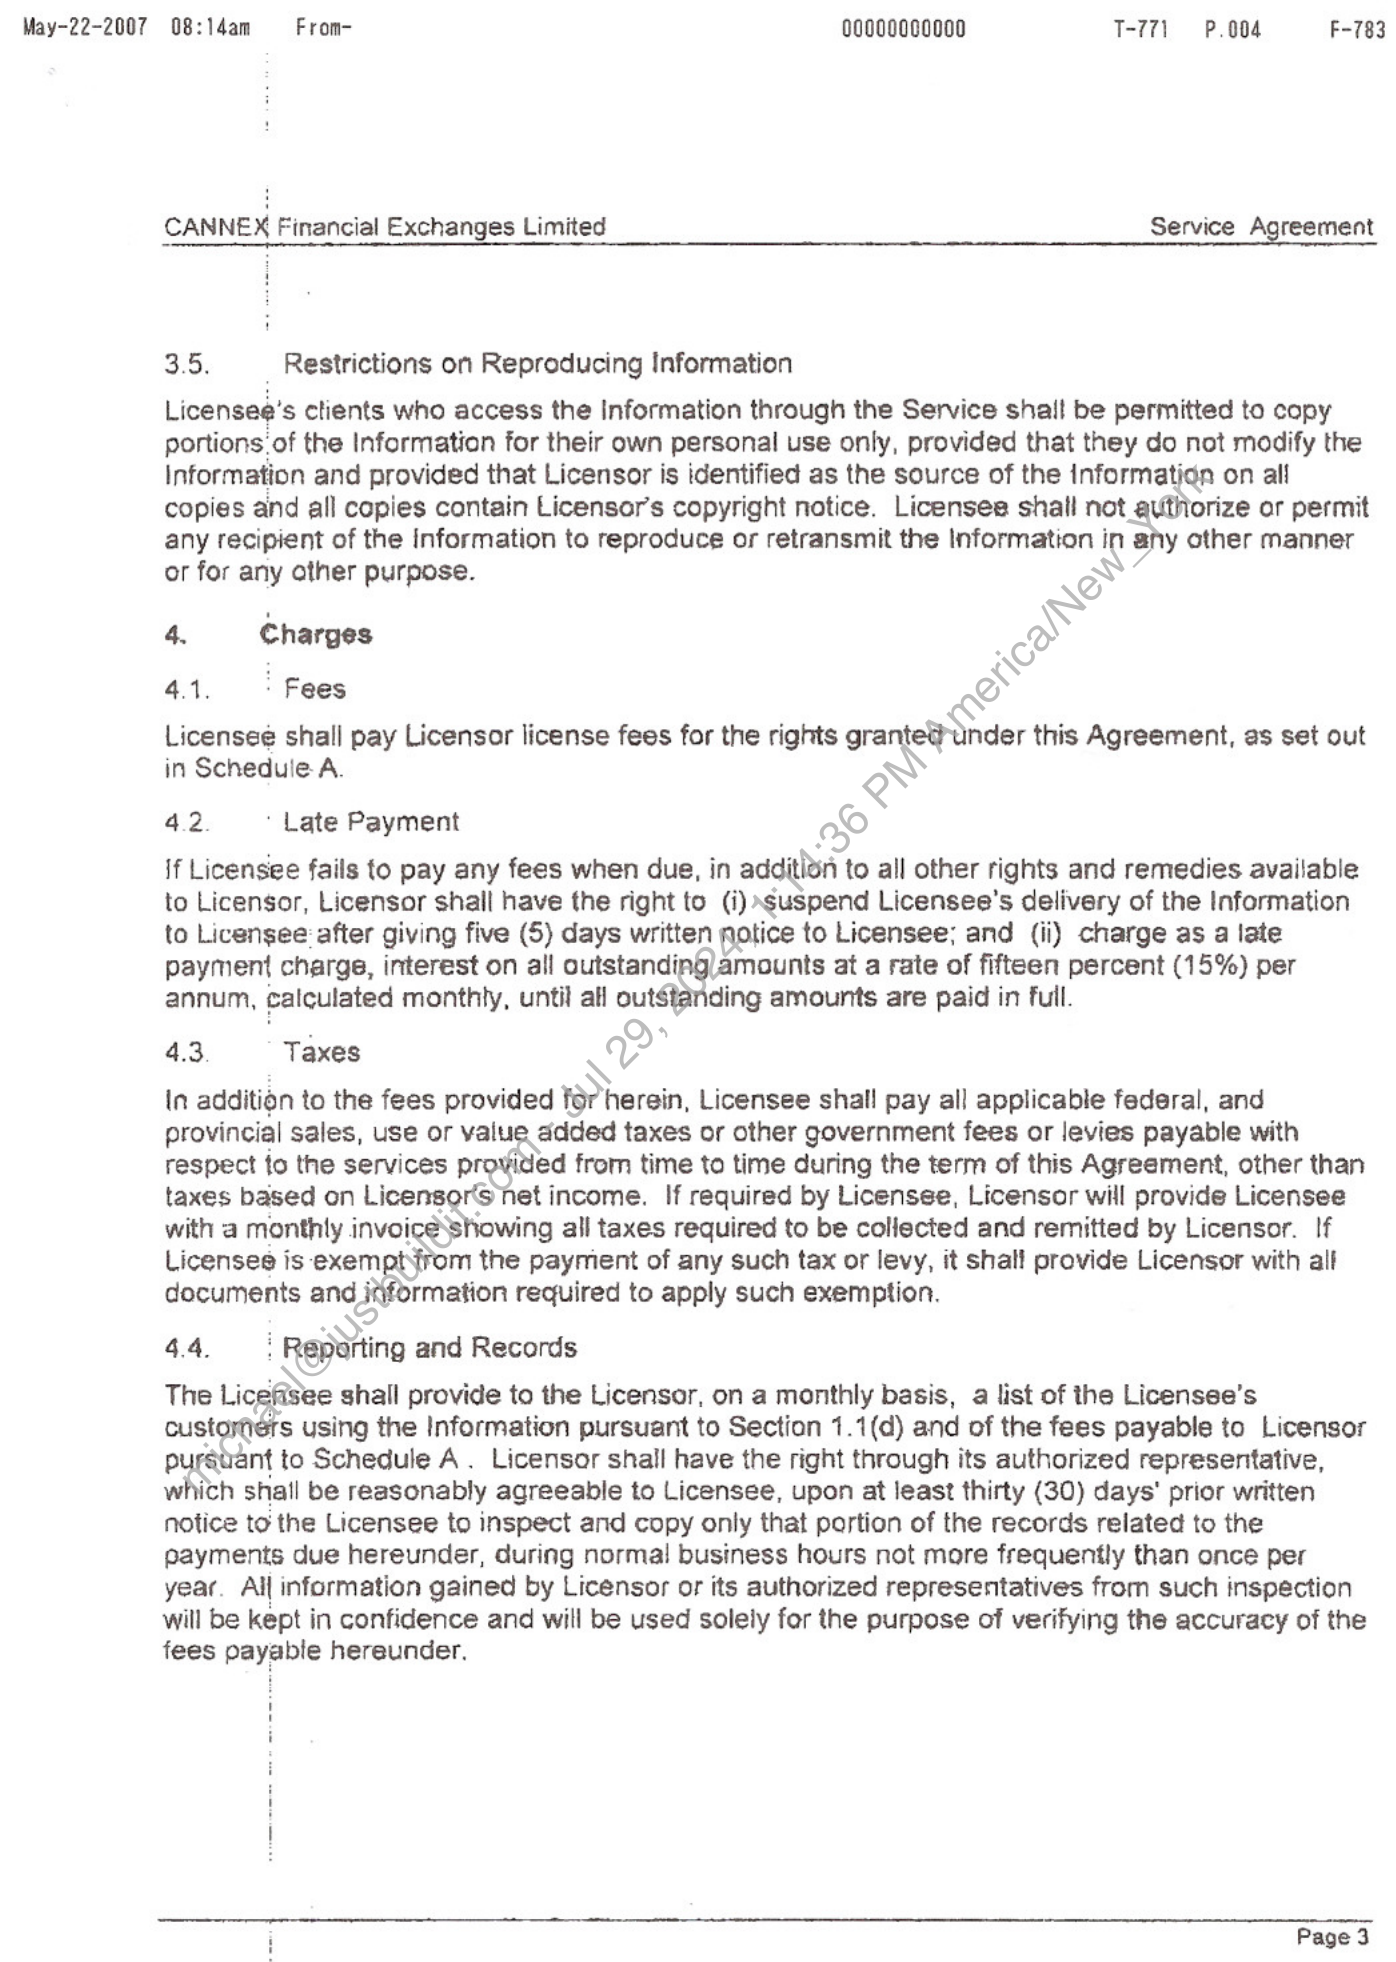 May-22-2007 08:14am From- 00000000000 T-771 P.004 F-783
CANNEX Financial Exchanges Limited Service Agreement
3.5. Restrictions on Reproducing Information
Licensee's clients who access the Information through the Service shall be permitted to copy
portions of the Information for their own personal use only, provided that they do not modify the
Information and provided that Licensor is identified as the source of the Information on all
copies and all copies contain Licensor's copyright notice. Licensee shall not authorize or permit
any recipient of the Information to reproduce or retransmit the Information in any other manner
or for any other purpose.
4. Charges
4.1. Fees
Licensee shall pay Licensor license fees for the rights granted under this Agreement, as set out
in Schedule A.
4.2. Late Payment
If Licensee fails to pay any fees when due, in addition to all other rights and remedies available
to Licensor, Licensor shall have the right to (i) suspend Licensee's delivery of the Information
to Licensee after giving five (5) days written notice to Licensee; and (ii) charge as a late
payment charge, interest on all outstanding amounts at a rate of fifteen percent (15%) per
annum, calculated monthly, until all outstanding amounts are paid in full.
4.3. Taxes
In addition to the fees provided for herein, Licensee shall pay all applicable federal, and
provincial sales, use or value added taxes or other government fees or levies payable with
respect to the services provided from time to time during the term of this Agreement, other than
taxes based on Licensor's net income. If required by Licensee, Licensor will provide Licensee
with a monthly invoice showing all taxes required to be collected and remitted by Licensor. If
Licensee is exempt from the payment of any such tax or levy, it shall provide Licensor with all
documents and information required to apply such exemption.
4.4. Reporting and Records
The Licensee shall provide to the Licensor, on a monthly basis, a list of the Licensee's
customers using the Information pursuant to Section 1.1(d) and of the fees payable to Licensor
pursuant to Schedule A . Licensor shall have the right through its authorized representative,
which shall be reasonably agreeable to Licensee, upon at least thirty (30) days' prior written
notice to the Licensee to inspect and copy only that portion of the records related to the
payments due hereunder, during normal business hours not more frequently than once per
year. All information gained by Licensor or its authorized representatives from such inspection
will be kept in confidence and will be used solely for the purpose of verifying the accuracy of the
fees payable hereunder.
Page 3
michael@justbuildit.com - Jul 29, 2024, 1:14:36 PM America/New_York